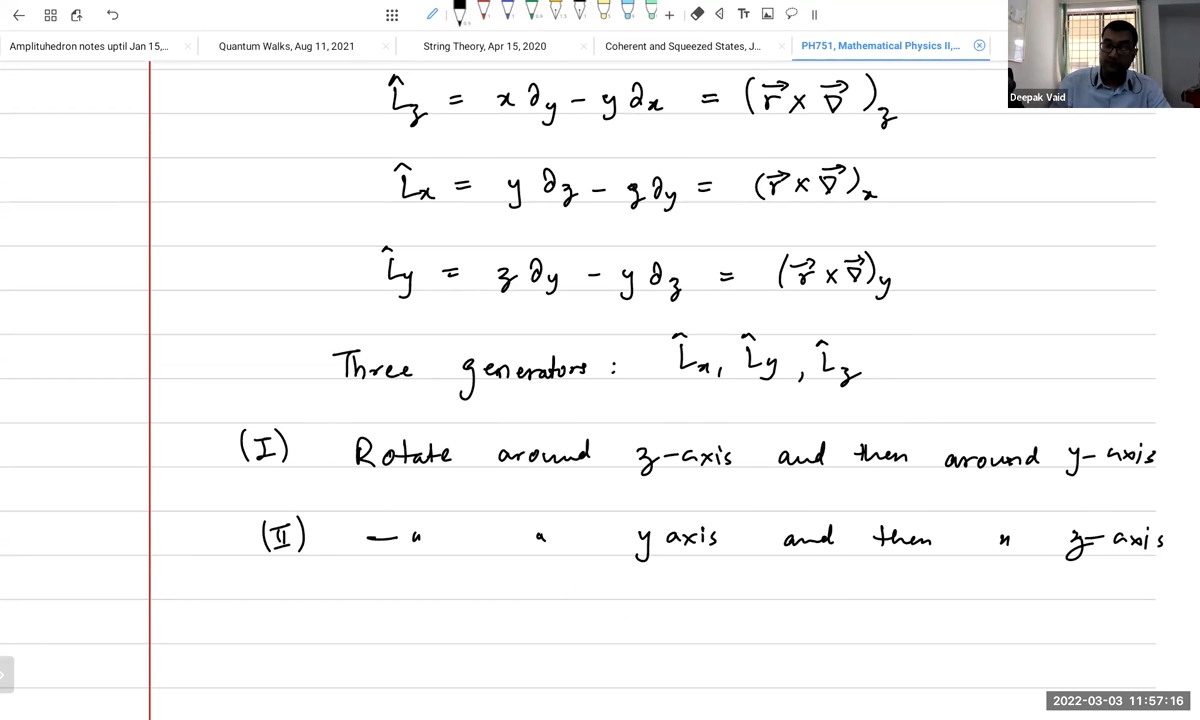 Amplituhedron notes uptil Jan 15,... Quantum Walks, Aug 11, 2021 String Theory, Apr 15, 2020 Coherent and Squeezed States, J... PH751, Mathematical Physics II,...
Deepak Vaid
L̂z = x ∂y − y ∂x = (r⃗ × ∇⃗)z
L̂x = y ∂z − z ∂y = (r⃗ × ∇⃗)x
L̂y = z ∂y − y ∂z = (r⃗ × ∇⃗)y
Three generators : L̂x, L̂y, L̂z
(I) Rotate around z-axis and then around y-axis
(II) — " " y axis and then " z-axis
2022-03-03 11:57:16